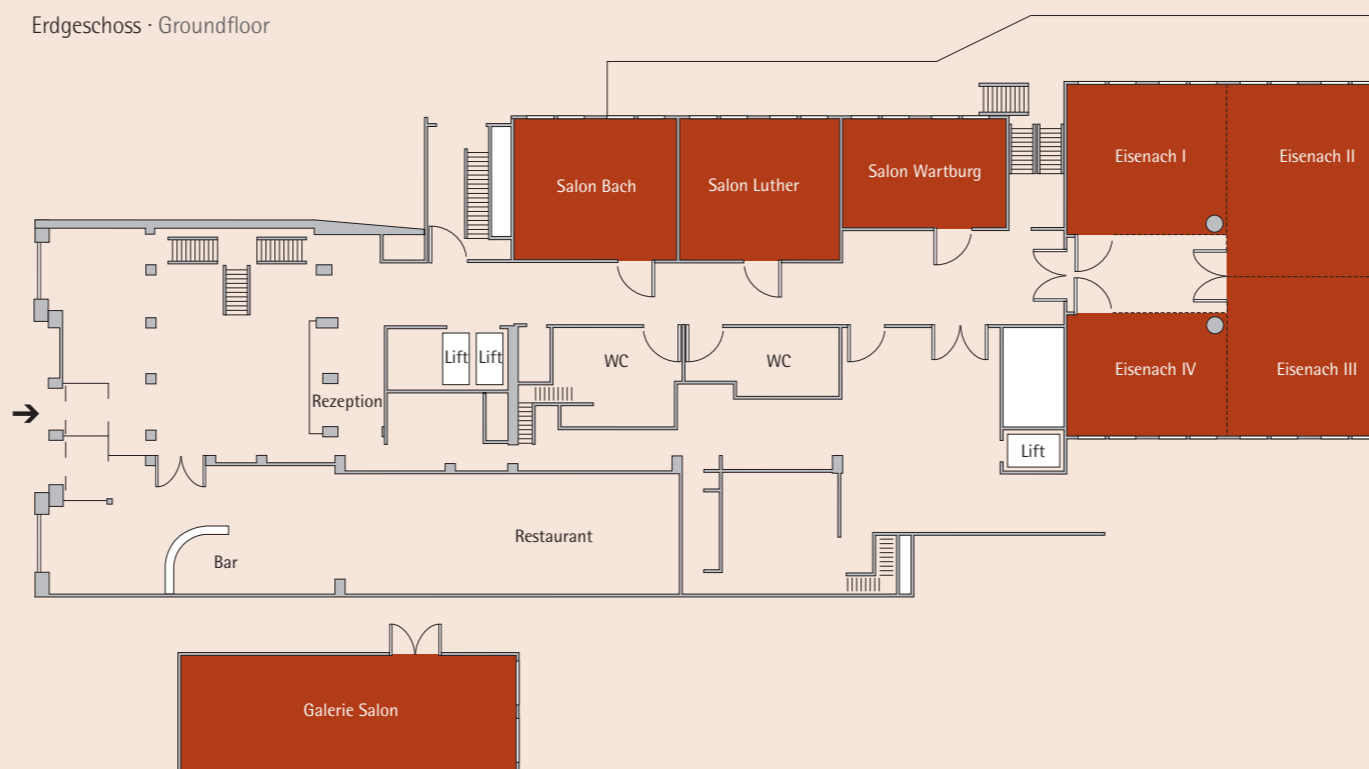 Erdgeschoss · Groundfloor
Eisenach I
Eisenach II
Salon Bach
Salon Luther
Salon Wartburg
Lift
Lift
WC
WC
Eisenach IV
Eisenach III
Rezeption
Lift
Restaurant
Bar
Galerie Salon